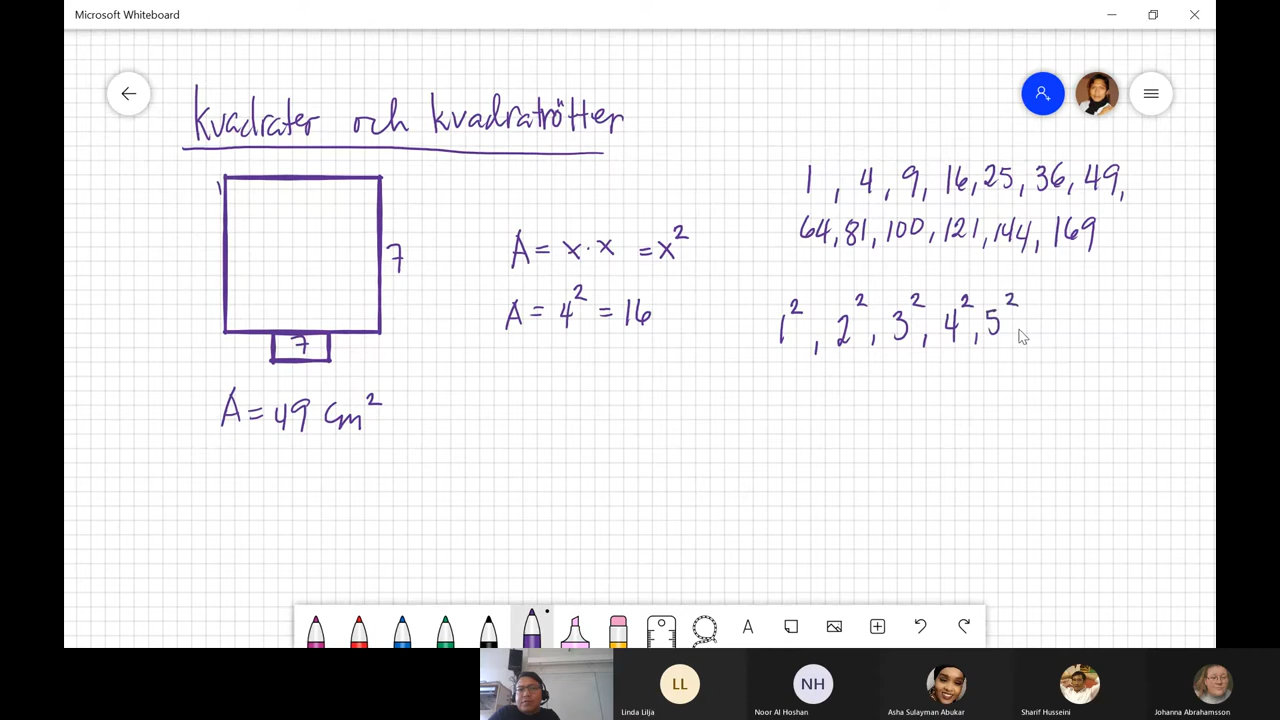 Microsoft Whiteboard
Kvadrater och kvadratrötter
1, 4, 9, 16, 25, 36, 49,
64, 81, 100, 121, 144, 169
7
A = x · x = x²
A = 4² = 16
1², 2², 3², 4², 5²
7
A = 49 cm²
A
LL
NH
Linda Lilja
Noor Al Hoshan
Asha Sulayman Abukar
Sharif Husseini
Johanna Abrahamsson